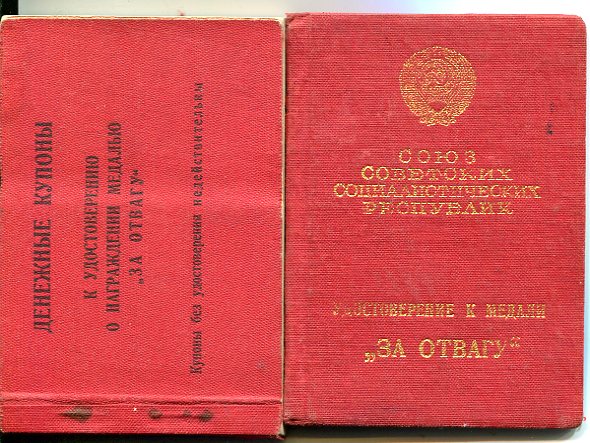 ДЕНЕЖНЫЕ КУПОНЫ
К УДОСТОВЕРЕНИЮ
О НАГРАЖДЕНИИ МЕДАЛЬЮ
„ЗА ОТВАГУ“
Купоны без удостоверения недействительны
СОЮЗ
СОВЕТСКИХ
СОЦИАЛИСТИЧЕСКИХ
РЕСПУБЛИК
УДОСТОВЕРЕНИЕ К МЕДАЛИ
„ЗА ОТВАГУ“